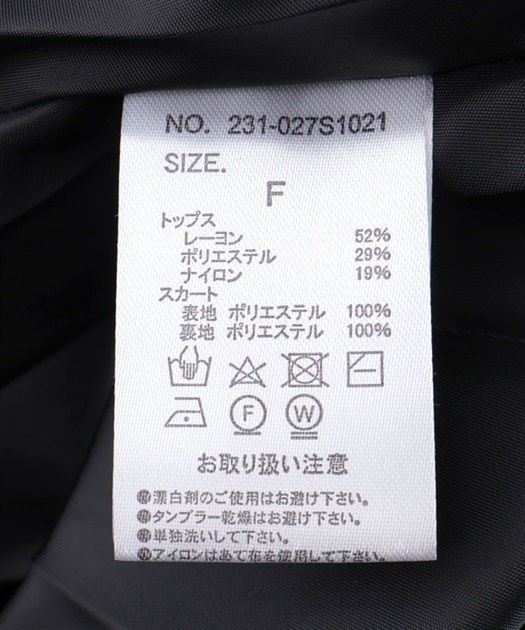 NO. 231-027S1021
SIZE.
F
トップス
レーヨン 52%
ポリエステル 29%
ナイロン 19%
スカート
表地 ポリエステル 100%
裏地 ポリエステル 100%
F W
お取り扱い注意
漂白剤のご使用はお避け下さい。
タンブラー乾燥はお避け下さい。
単独洗いして下さい。
アイロンはあて布を使用して下さい。